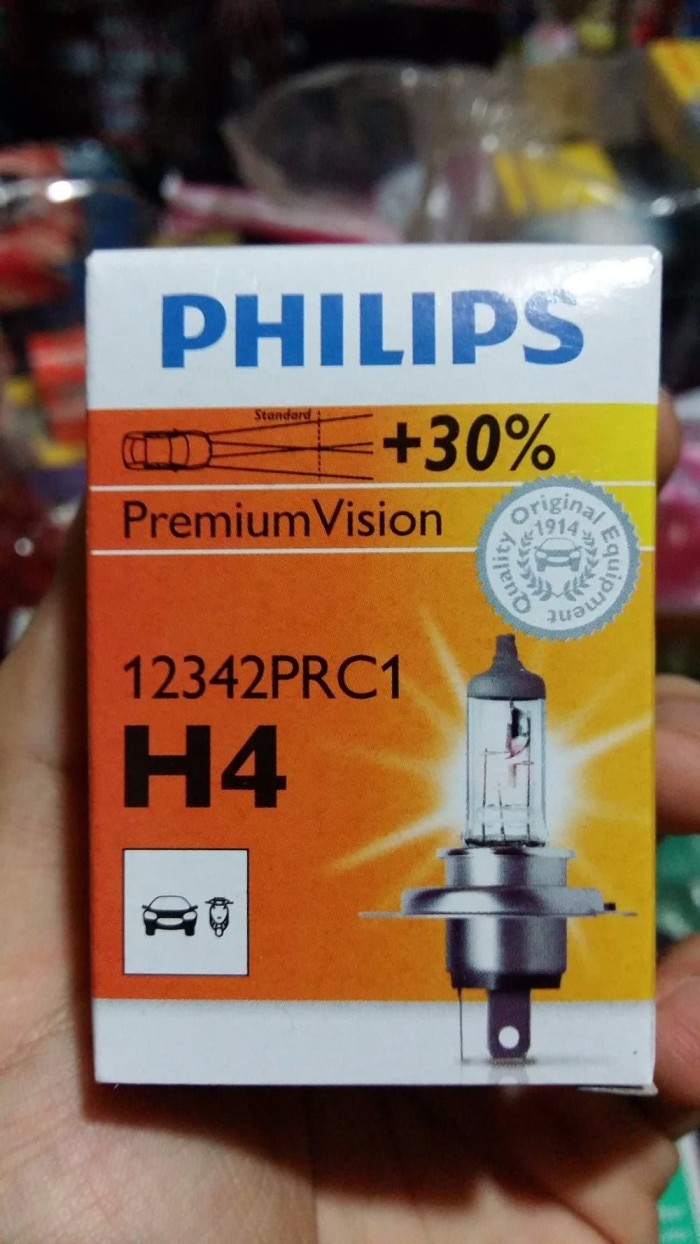 PHILIPS
Standard
+30%
PremiumVision
Quality Original Equipment
1914
12342PRC1
H4